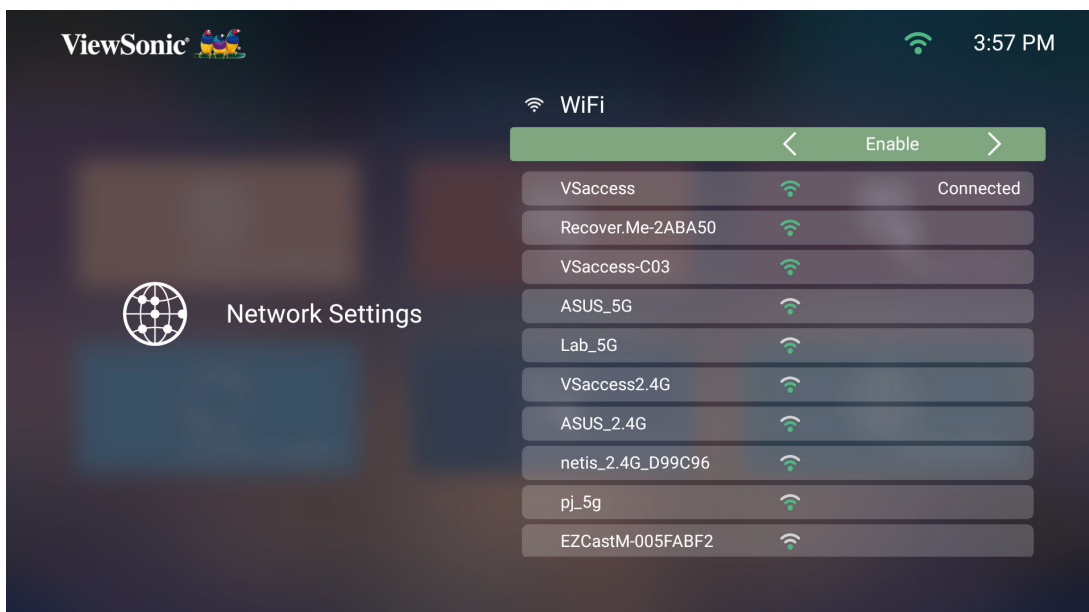 ViewSonic
3:57 PM
WiFi
Enable
VSaccess Connected
Recover.Me-2ABA50
VSaccess-C03
ASUS_5G
Network Settings
Lab_5G
VSaccess2.4G
ASUS_2.4G
netis_2.4G_D99C96
pj_5g
EZCastM-005FABF2